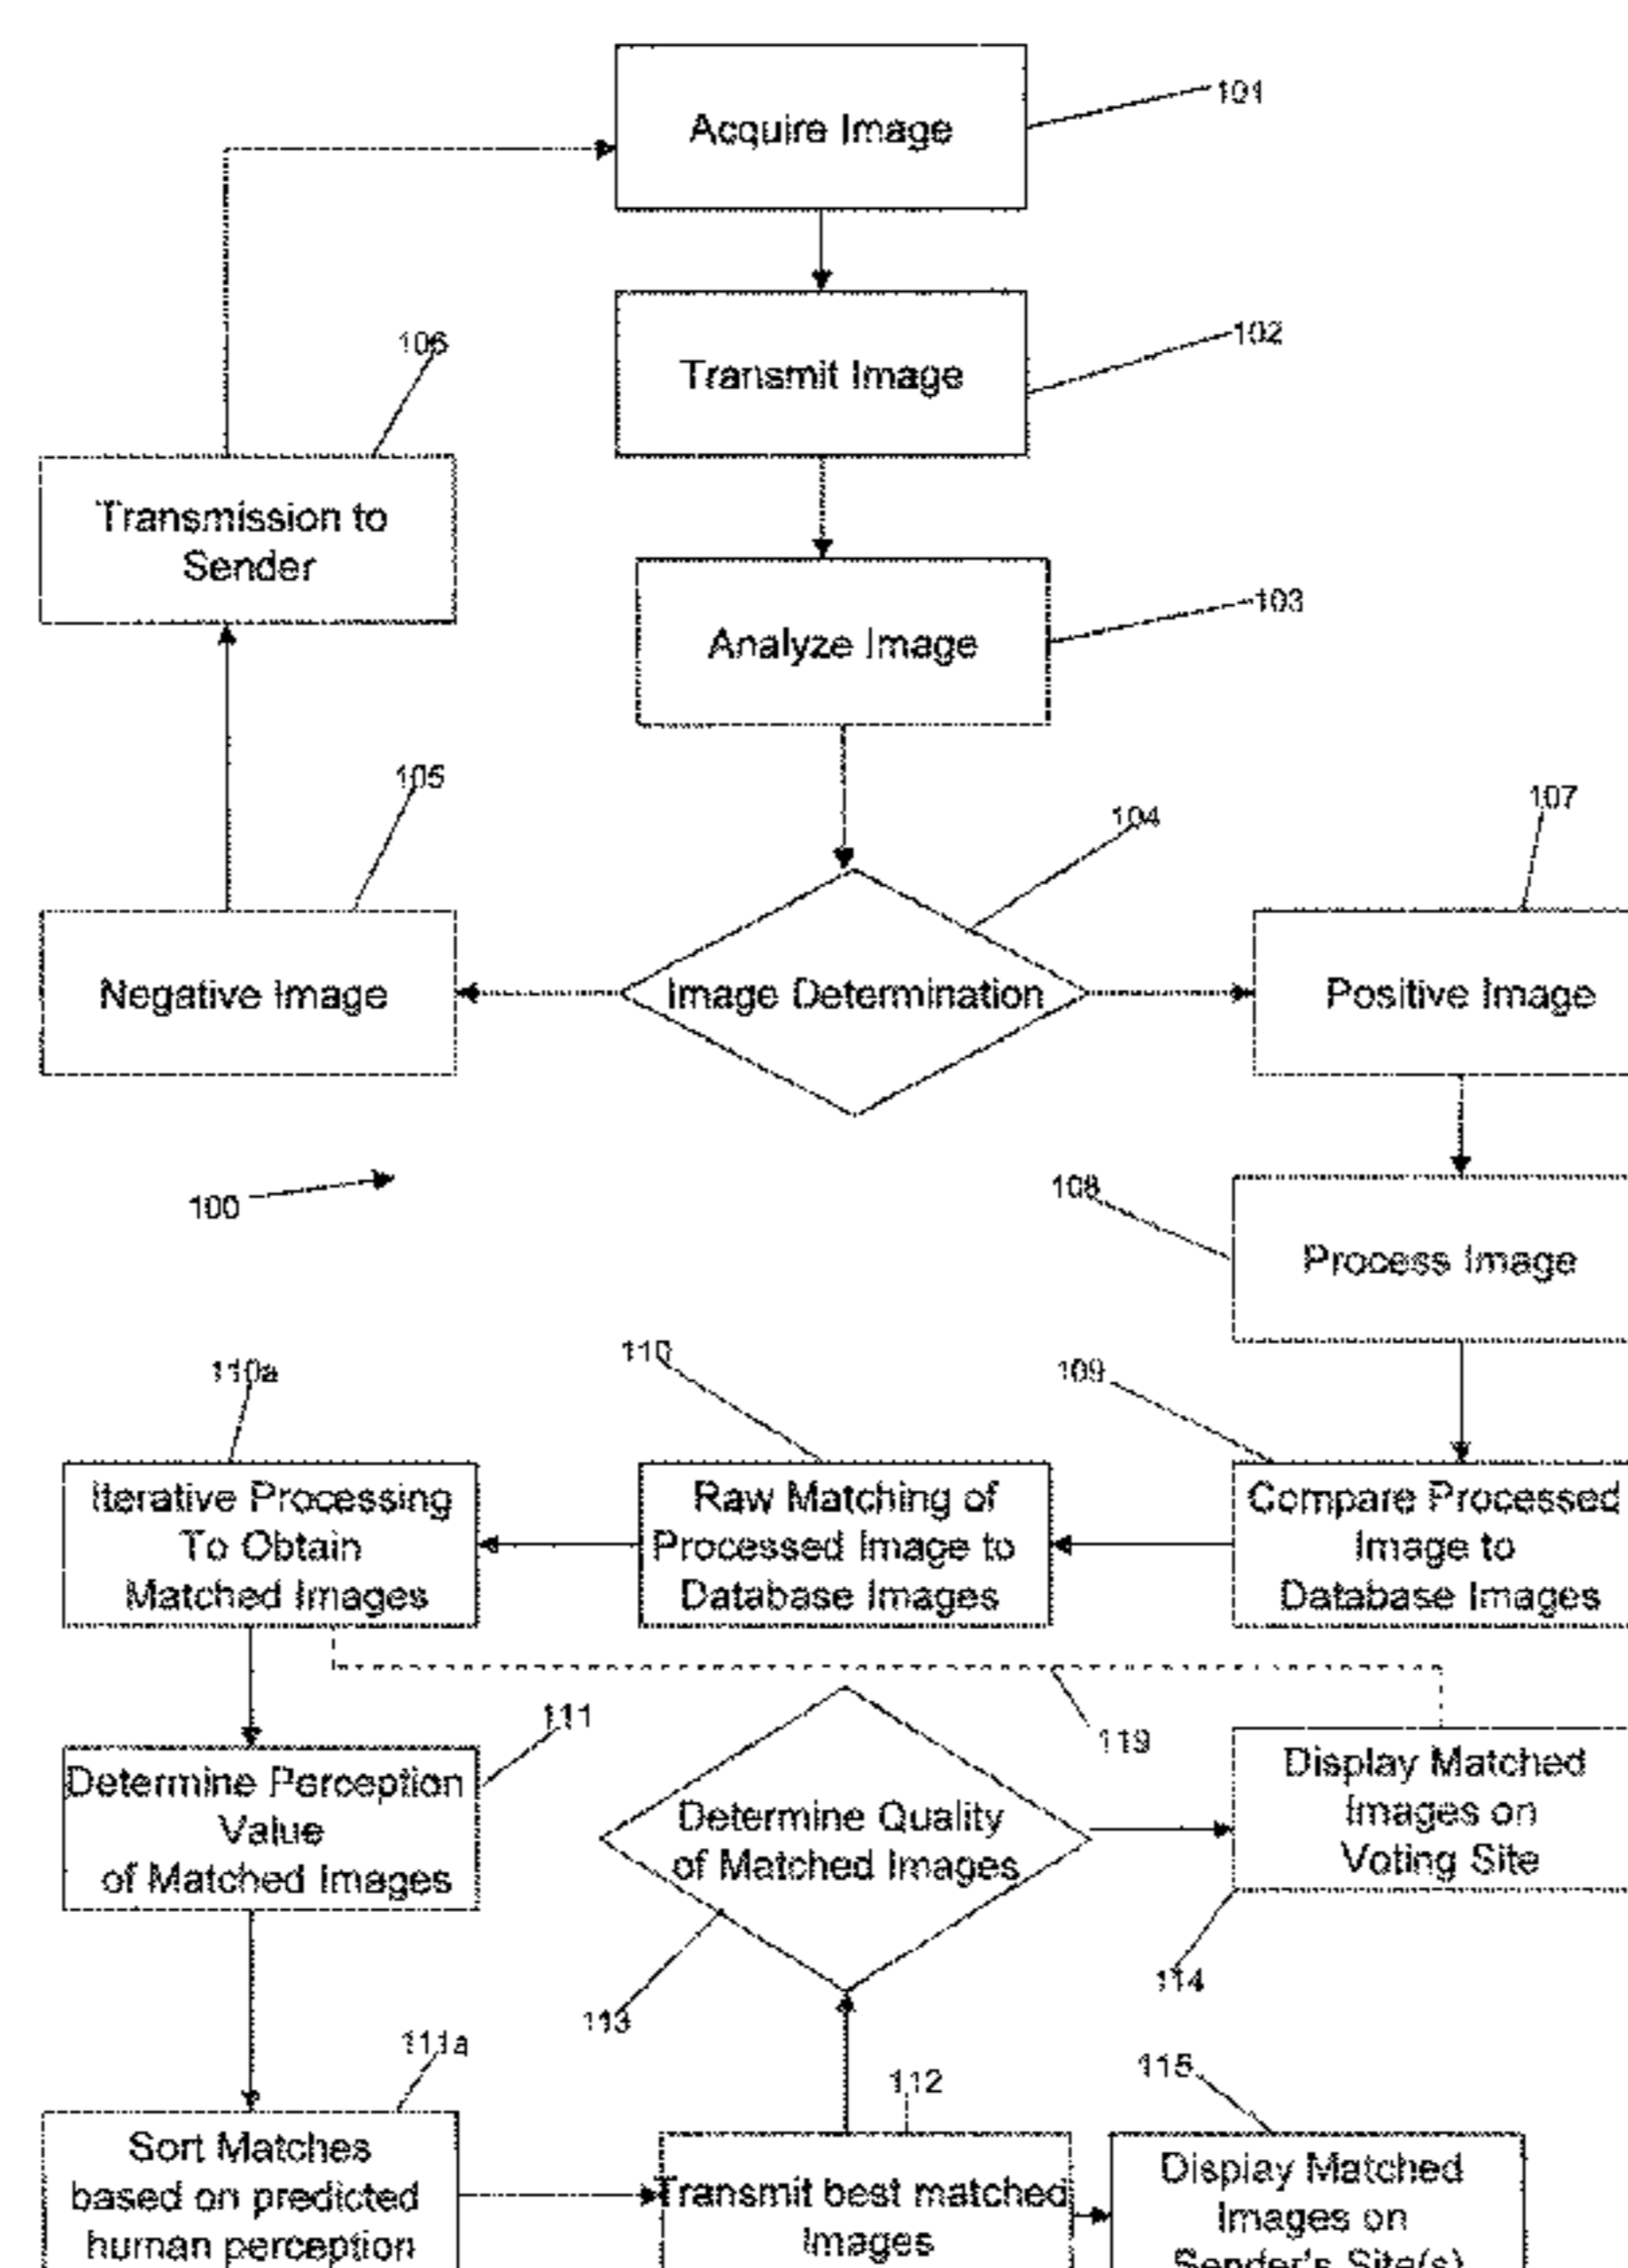 101
Acquire Image
102
Transmit Image
106
Transmission to
Sender
103
Analyze Image
105
104
107
Negative Image
Image Determination
Positive Image
100
108
Process Image
110a
110
109
Iterative Processing
To Obtain
Matched Images
Raw Matching of
Processed Image to
Database Images
Compare Processed
Image to
Database Images
111
119
Determine Perception
Value
of Matched Images
Determine Quality
of Matched Images
Display Matched
Images on
Voting Site
113
114
111a
112
115
Sort Matches
based on predicted
human perception
Transmit best matched
Images
Display Matched
Images on
Sender's Site(s)